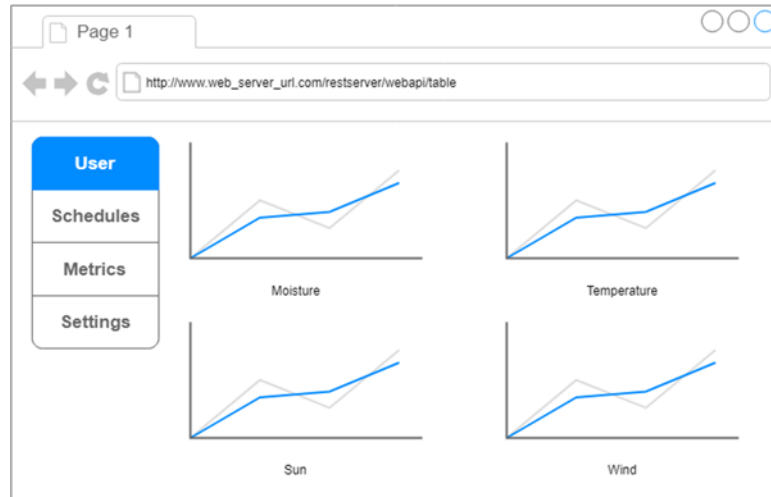 Page 1
http://www.web_server_url.com/restserver/webapi/table
User
Schedules
Metrics
Settings
Moisture
Temperature
Sun
Wind